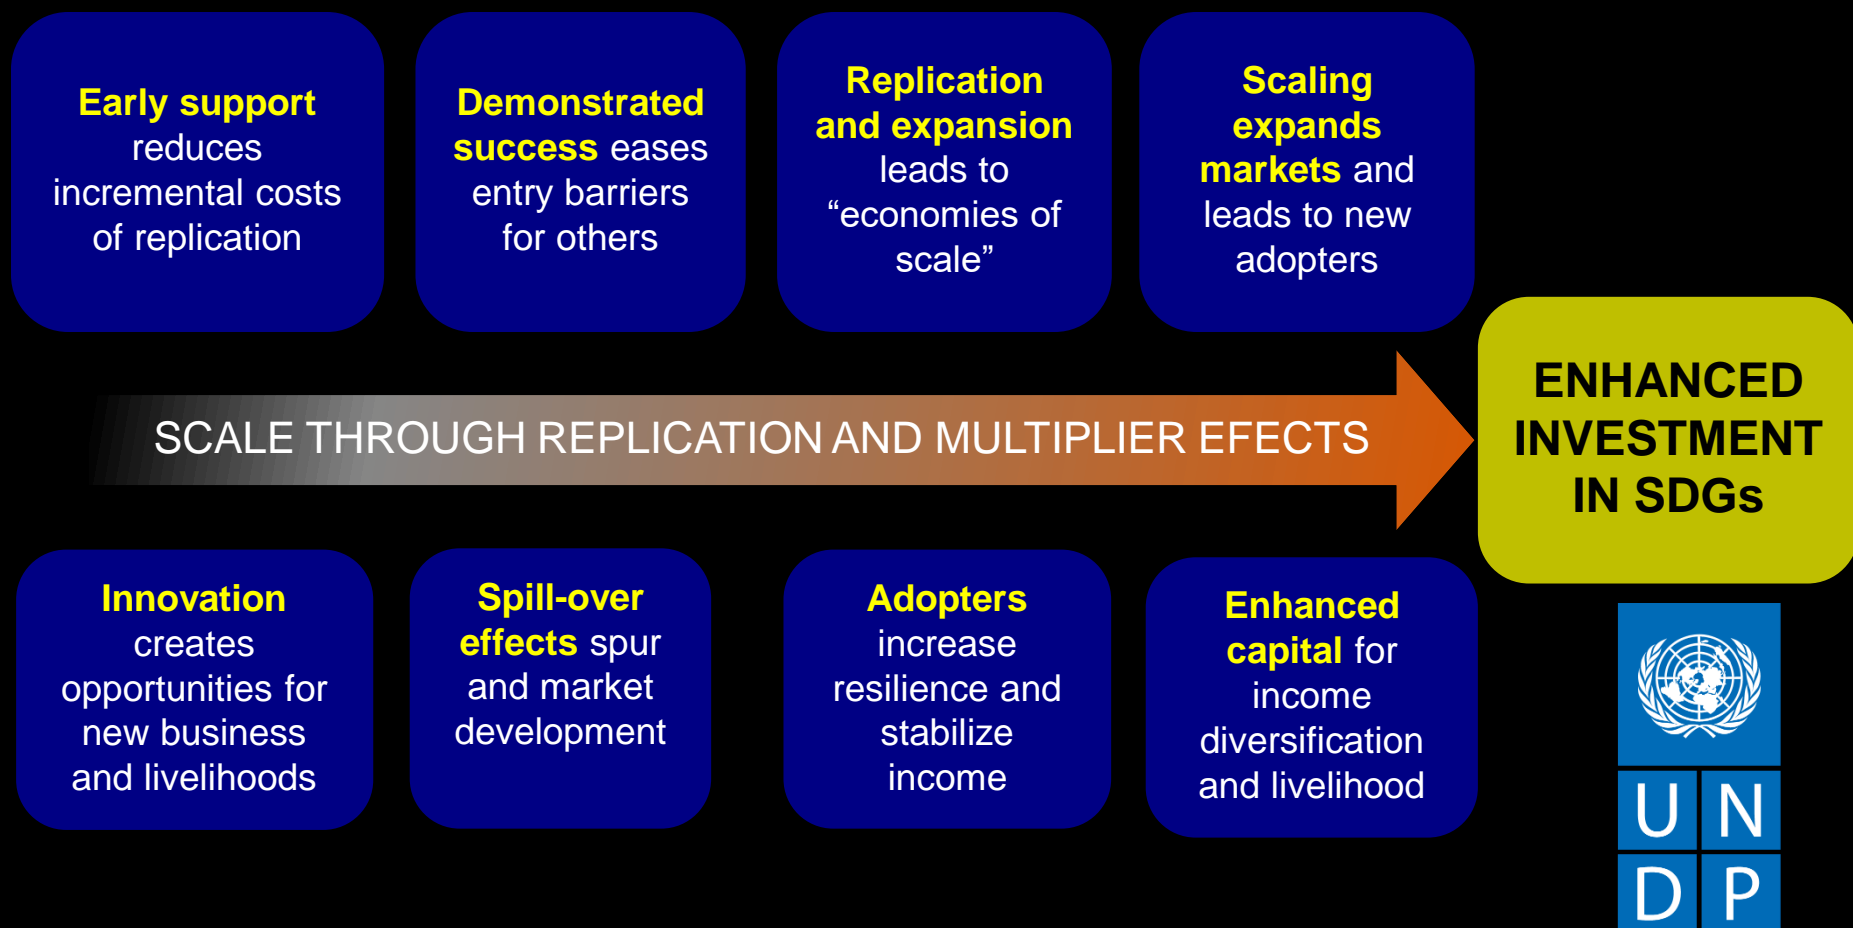 Early support
reduces
incremental costs
of replication
Demonstrated
success eases
entry barriers
for others
Replication
and expansion
leads to
“economies of
scale”
Scaling
expands
markets and
leads to new
adopters
SCALE THROUGH REPLICATION AND MULTIPLIER EFECTS
ENHANCED
INVESTMENT
IN SDGs
Innovation
creates
opportunities for
new business
and livelihoods
Spill-over
effects spur
and market
development
Adopters
increase
resilience and
stabilize
income
Enhanced
capital for
income
diversification
and livelihood
U N
D P